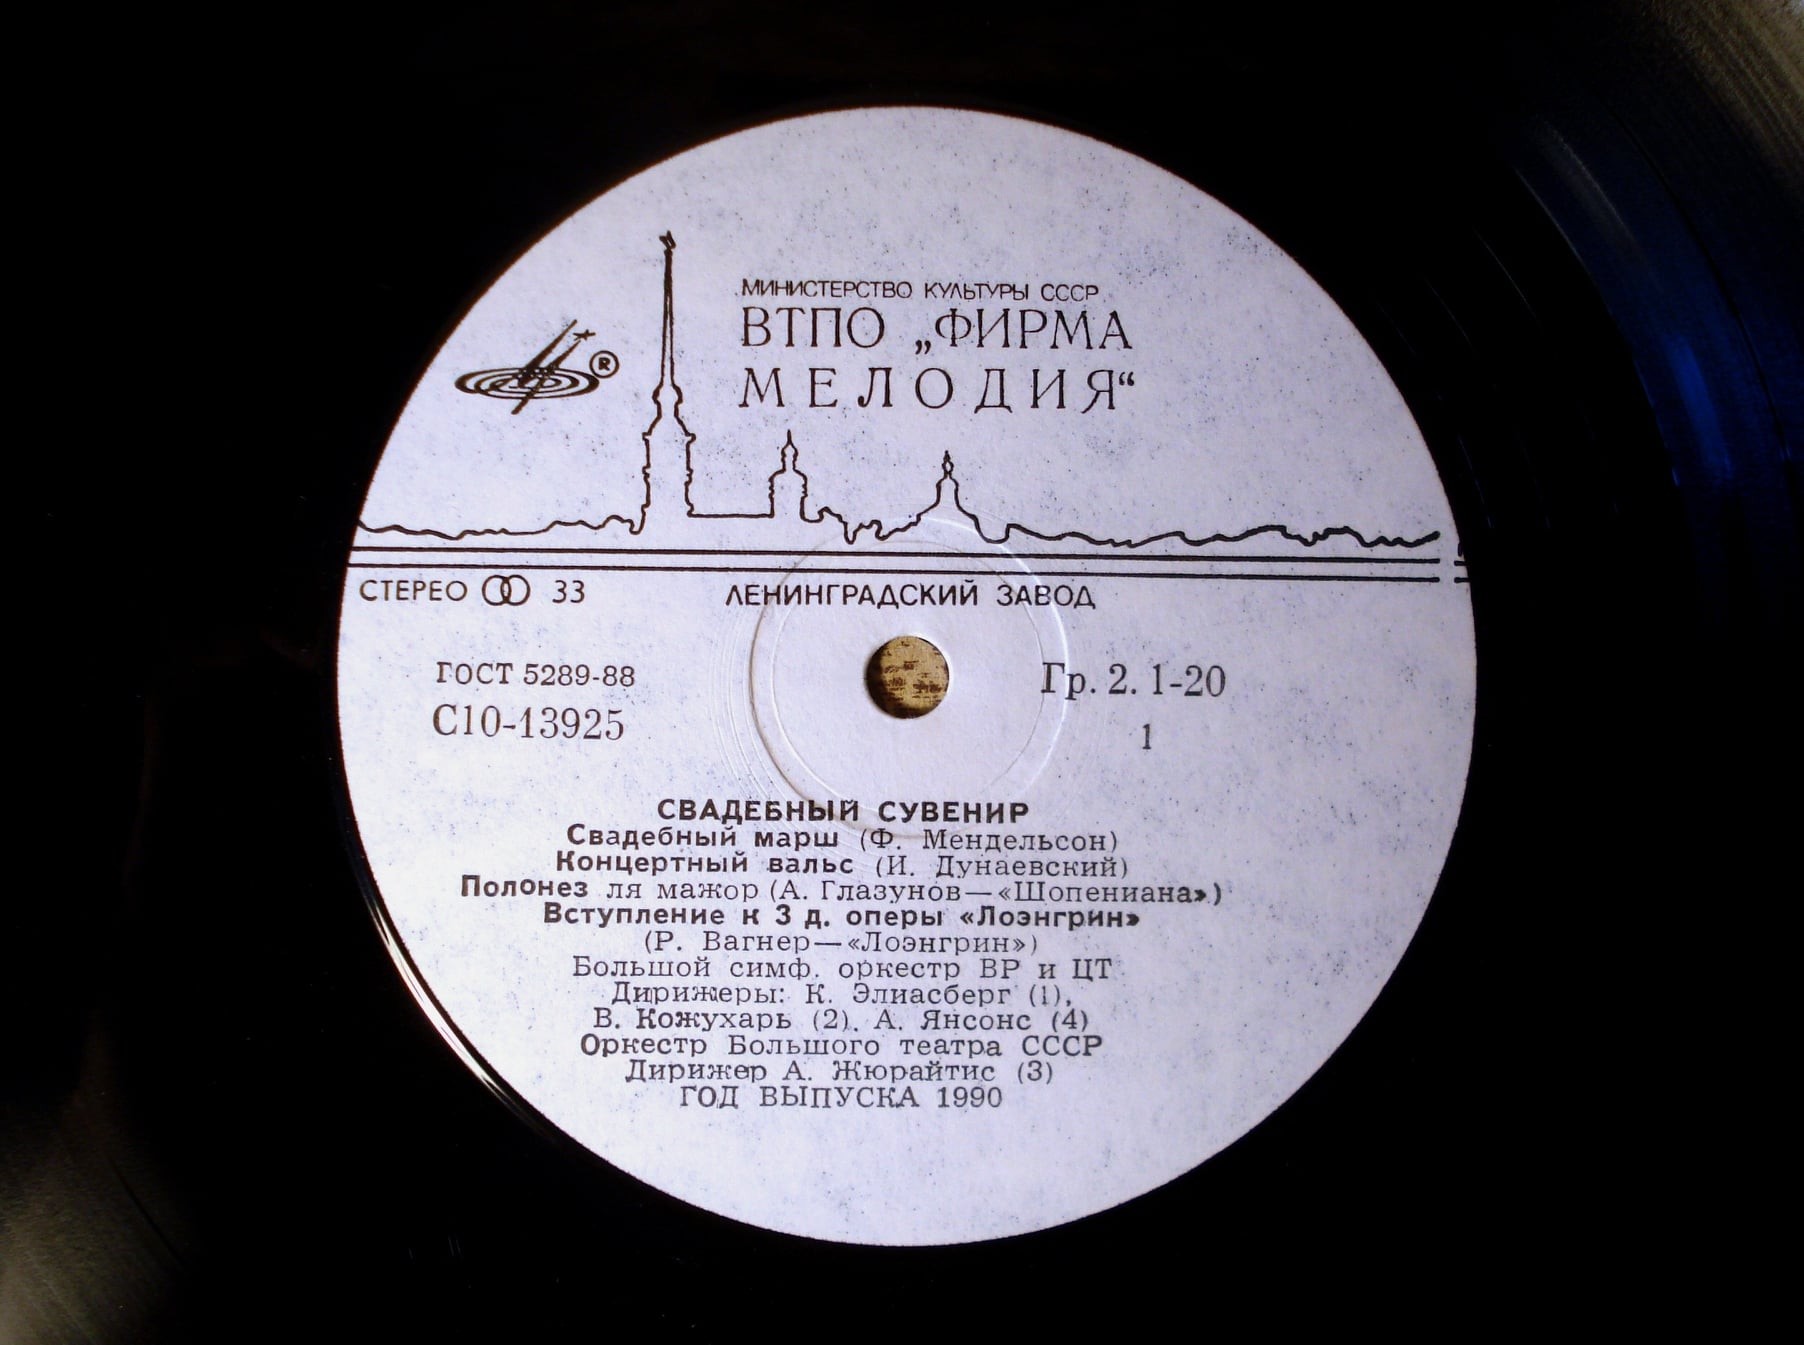 МИНИСТЕРСТВО КУЛЬТУРЫ СССР
ВТПО „ФИРМА
МЕЛОДИЯ“
®
СТЕРЕО 33
ЛЕНИНГРАДСКИЙ ЗАВОД
ГОСТ 5289-88
С10-13925
Гр. 2. 1-20
1
СВАДЕБНЫЙ СУВЕНИР
Свадебный марш (Ф. Мендельсон)
Концертный вальс (И. Дунаевский)
Полонез ля мажор (А. Глазунов—«Шопениана»)
Вступление к 3 д. оперы «Лоэнгрин»
(Р. Вагнер—«Лоэнгрин»)
Большой симф. оркестр ВР и ЦТ
Дирижеры: К. Элиасберг (1),
В. Кожухарь (2), А. Янсонс (4)
Оркестр Большого театра СССР
Дирижер А. Жюрайтис (3)
ГОД ВЫПУСКА 1990